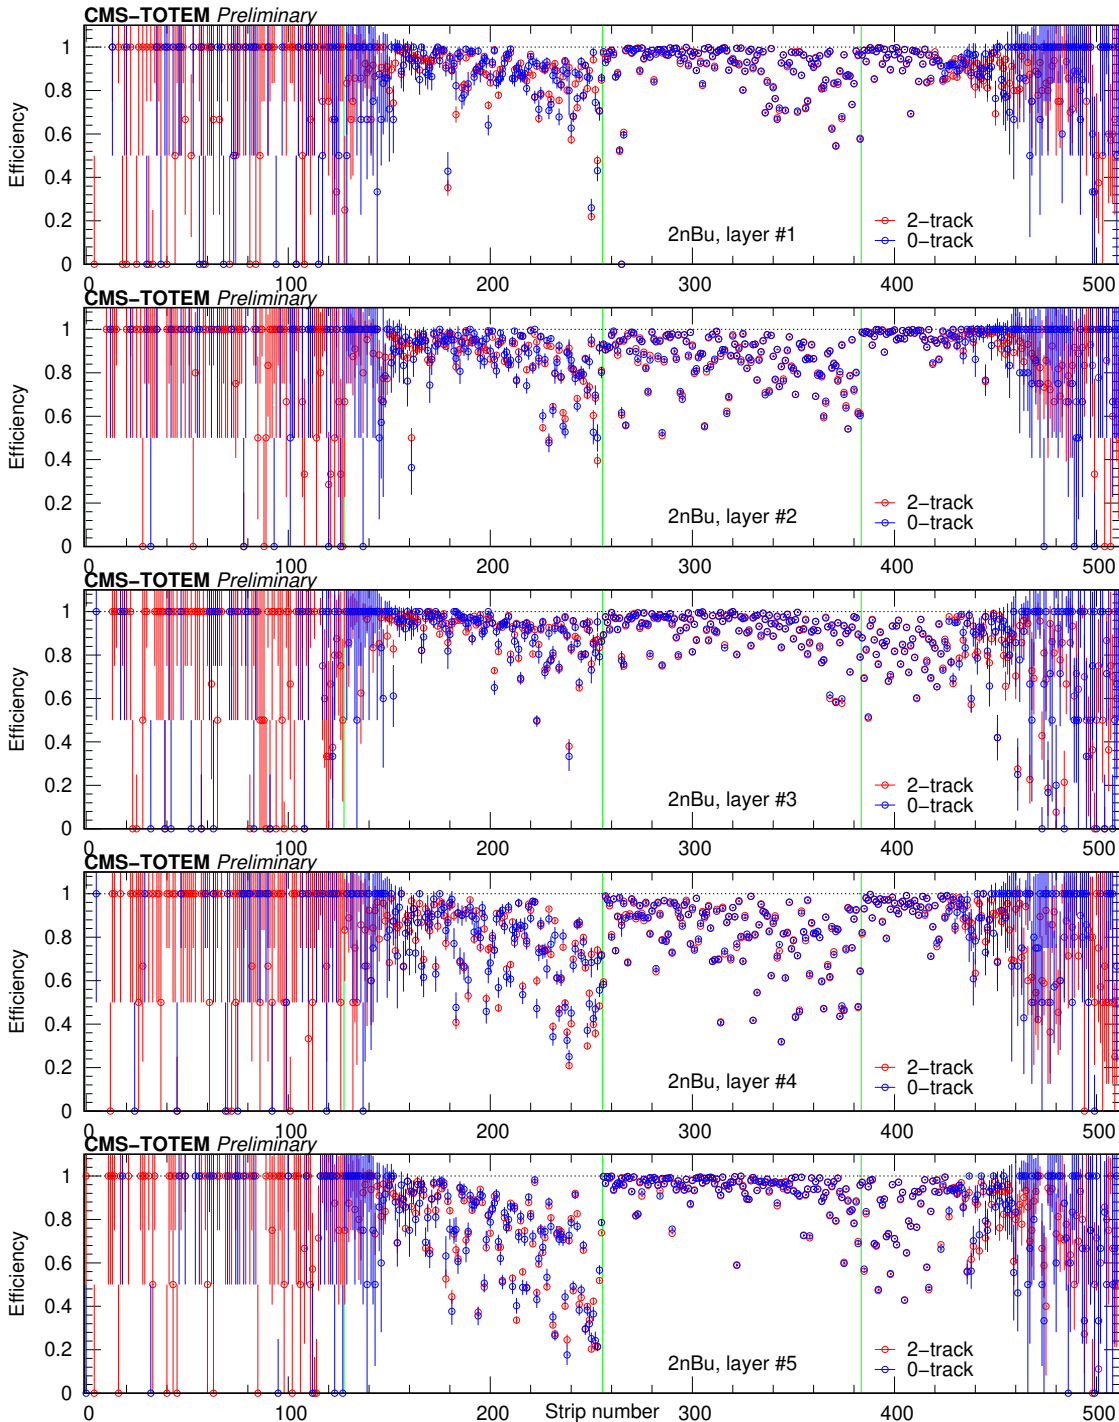 CMS−TOTEM Preliminary
1
0.8
0.6
0.4
0.2
0
Efficiency
2nBu, layer #1
2−track
0−track
0 100 200 300 400 500
CMS−TOTEM Preliminary
1
0.8
0.6
0.4
0.2
0
Efficiency
2nBu, layer #2
2−track
0−track
0 100 200 300 400 500
CMS−TOTEM Preliminary
1
0.8
0.6
0.4
0.2
0
Efficiency
2nBu, layer #3
2−track
0−track
0 100 200 300 400 500
CMS−TOTEM Preliminary
1
0.8
0.6
0.4
0.2
0
Efficiency
2nBu, layer #4
2−track
0−track
0 100 200 300 400 500
CMS−TOTEM Preliminary
1
0.8
0.6
0.4
0.2
0
Efficiency
2nBu, layer #5
2−track
0−track
0 100 200 300 400 500
Strip number